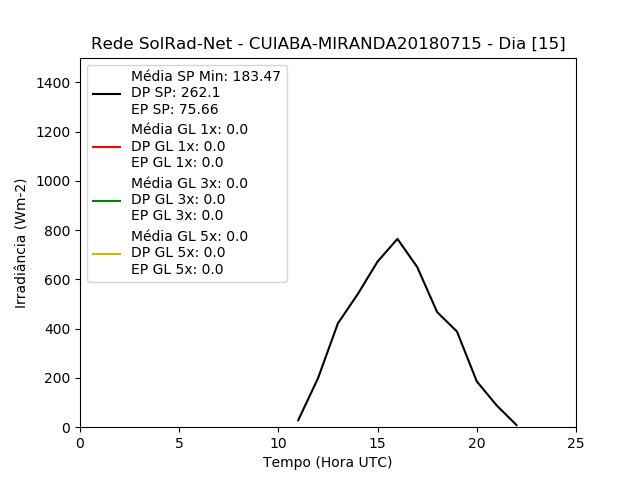 Rede SolRad-Net - CUIABA-MIRANDA20180715 - Dia [15]
Média SP Min: 183.47
DP SP: 262.1
EP SP: 75.66
Média GL 1x: 0.0
DP GL 1x: 0.0
EP GL 1x: 0.0
Média GL 3x: 0.0
DP GL 3x: 0.0
EP GL 3x: 0.0
Média GL 5x: 0.0
DP GL 5x: 0.0
EP GL 5x: 0.0
Irradiância (Wm-2)
1400
1200
1000
800
600
400
200
0
0 5 10 15 20 25
Tempo (Hora UTC)